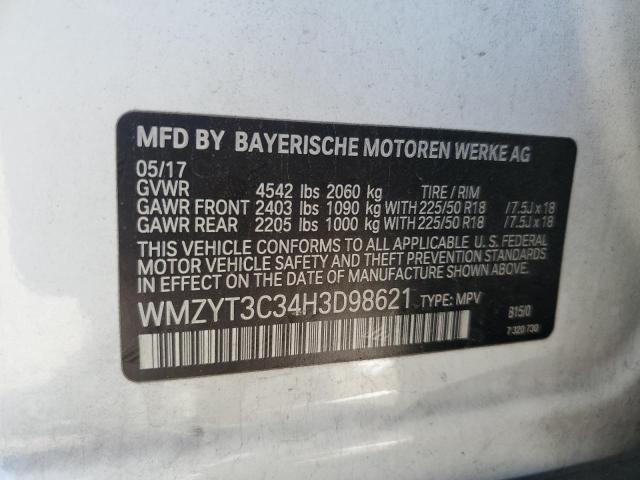 MFD BY BAYERISCHE MOTOREN WERKE AG
05/17
GVWR 4542 lbs 2060 kg TIRE / RIM
GAWR FRONT 2403 lbs 1090 kg WITH 225/50 R18 /7.5J x 18
GAWR REAR 2205 lbs 1000 kg WITH 225/50 R18 /7.5J x 18
THIS VEHICLE CONFORMS TO ALL APPLICABLE U. S. FEDERAL
MOTOR VEHICLE SAFETY AND THEFT PREVENTION STANDARDS
IN EFFECT ON THE DATE OF MANUFACTURE SHOWN ABOVE.
WMZYT3C34H3D98621 TYPE: MPV
B15/0
7 320 730